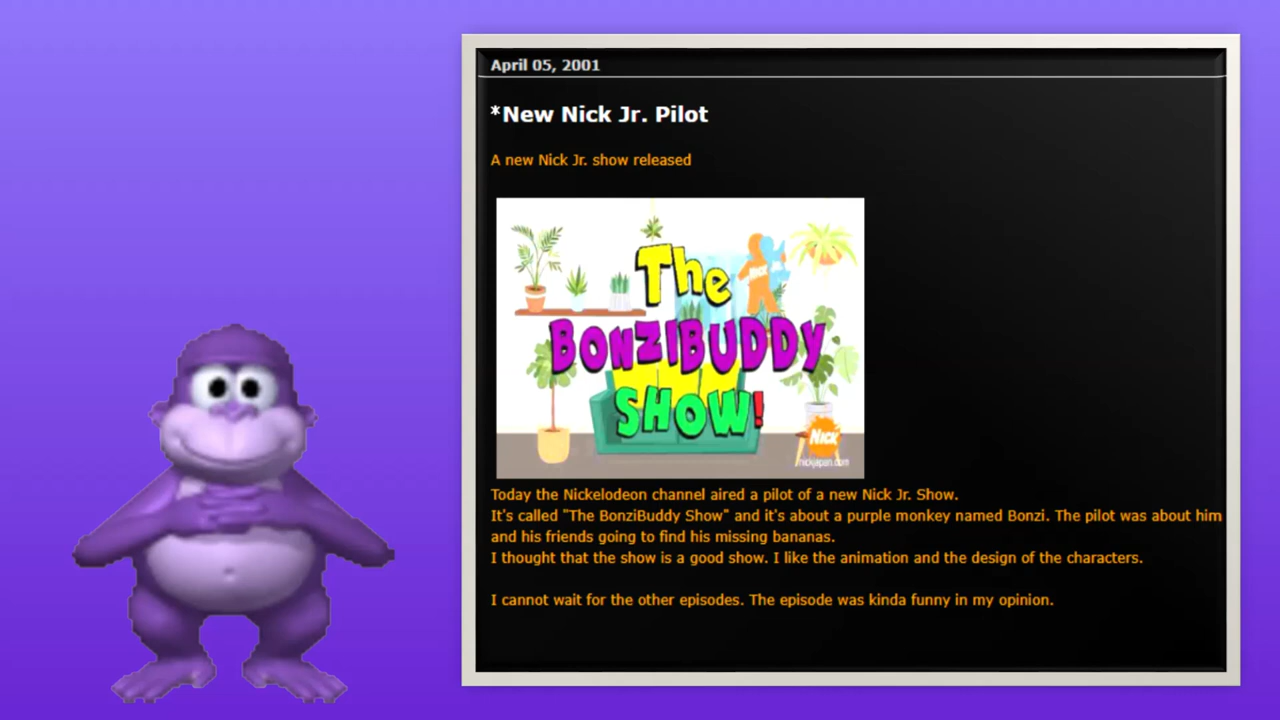 April 05, 2001
*New Nick Jr. Pilot
A new Nick Jr. show released
The
NICK JR.
BONZIBUDDY
SHOW!
NICK
nickjapan.com
Today the Nickelodeon channel aired a pilot of a new Nick Jr. Show.
It's called "The BonziBuddy Show" and it's about a purple monkey named Bonzi. The pilot was about him
and his friends going to find his missing bananas.
I thought that the show is a good show. I like the animation and the design of the characters.
I cannot wait for the other episodes. The episode was kinda funny in my opinion.